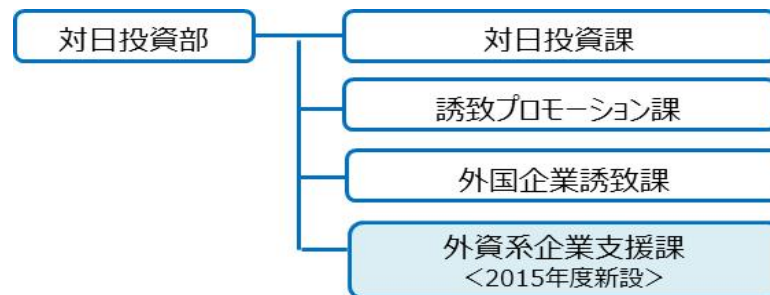 対日投資部
対日投資課
誘致プロモーション課
外国企業誘致課
外資系企業支援課
<2015年度新設>